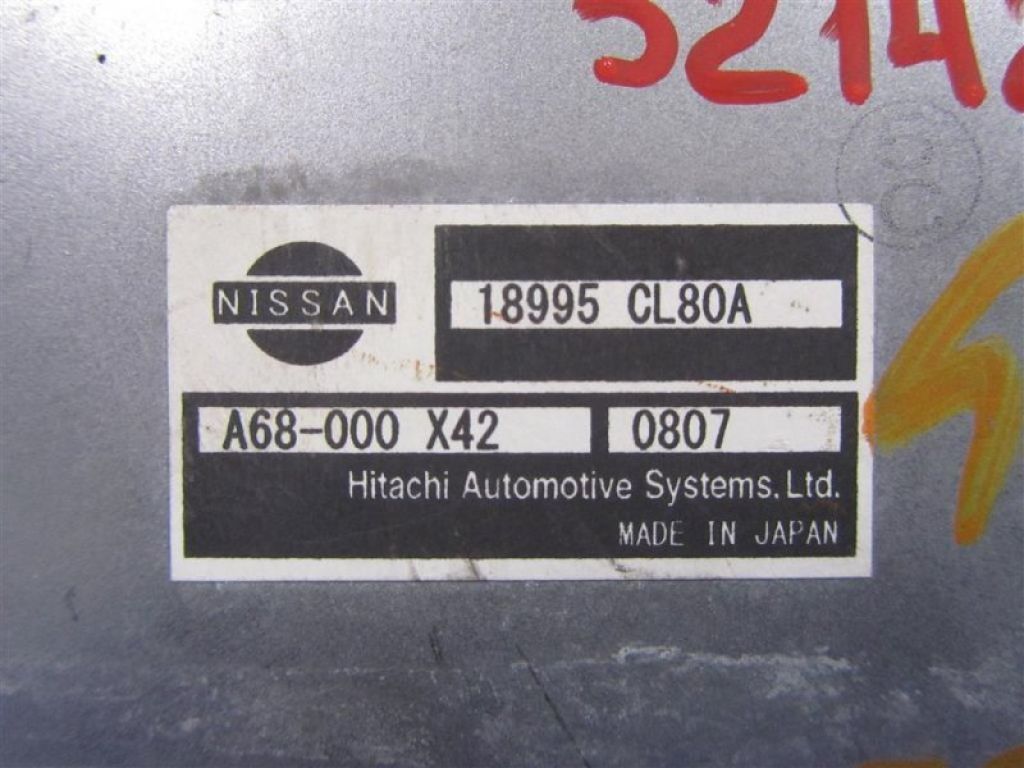 NISSAN
18995 CL80A
A68-000 X42 0807
Hitachi Automotive Systems, Ltd.
MADE IN JAPAN